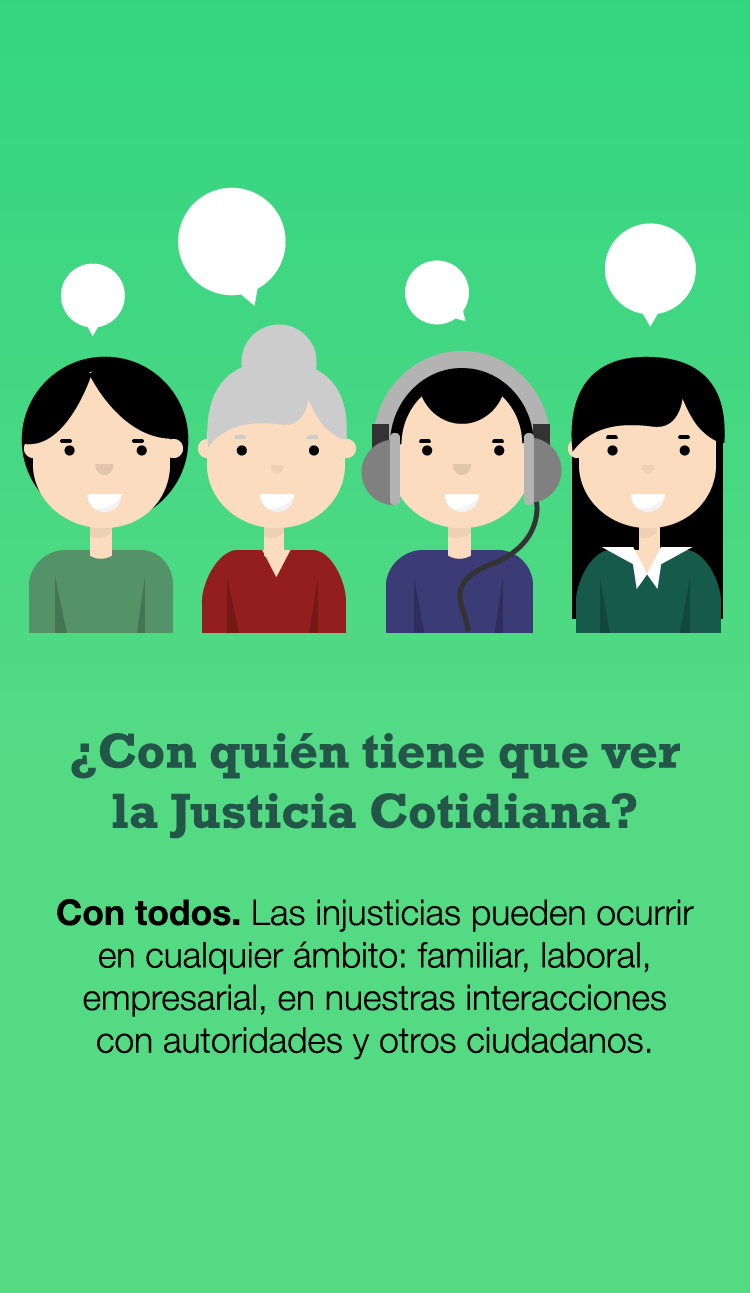 ¿Con quién tiene que ver
la Justicia Cotidiana?
Con todos. Las injusticias pueden ocurrir
en cualquier ámbito: familiar, laboral,
empresarial, en nuestras interacciones
con autoridades y otros ciudadanos.